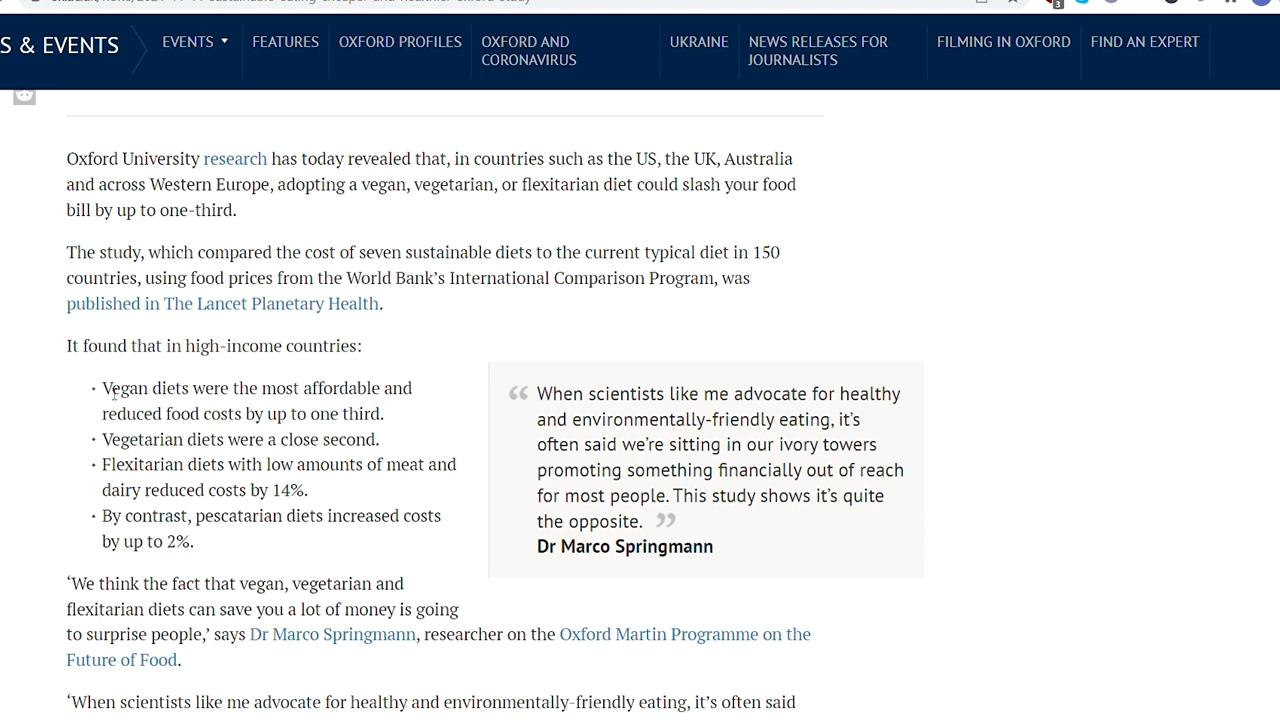 S & EVENTS
EVENTS
FEATURES
OXFORD PROFILES
OXFORD AND
CORONAVIRUS
UKRAINE
NEWS RELEASES FOR
JOURNALISTS
FILMING IN OXFORD
FIND AN EXPERT
3
Oxford University research has today revealed that, in countries such as the US, the UK, Australia
and across Western Europe, adopting a vegan, vegetarian, or flexitarian diet could slash your food
bill by up to one-third.
The study, which compared the cost of seven sustainable diets to the current typical diet in 150
countries, using food prices from the World Bank’s International Comparison Program, was
published in The Lancet Planetary Health.
It found that in high-income countries:
• Vegan diets were the most affordable and
reduced food costs by up to one third.
• Vegetarian diets were a close second.
• Flexitarian diets with low amounts of meat and
dairy reduced costs by 14%.
• By contrast, pescatarian diets increased costs
by up to 2%.
“ When scientists like me advocate for healthy
and environmentally-friendly eating, it’s
often said we’re sitting in our ivory towers
promoting something financially out of reach
for most people. This study shows it’s quite
the opposite. ”
Dr Marco Springmann
‘We think the fact that vegan, vegetarian and
flexitarian diets can save you a lot of money is going
to surprise people,’ says Dr Marco Springmann, researcher on the Oxford Martin Programme on the
Future of Food.
‘When scientists like me advocate for healthy and environmentally-friendly eating, it’s often said